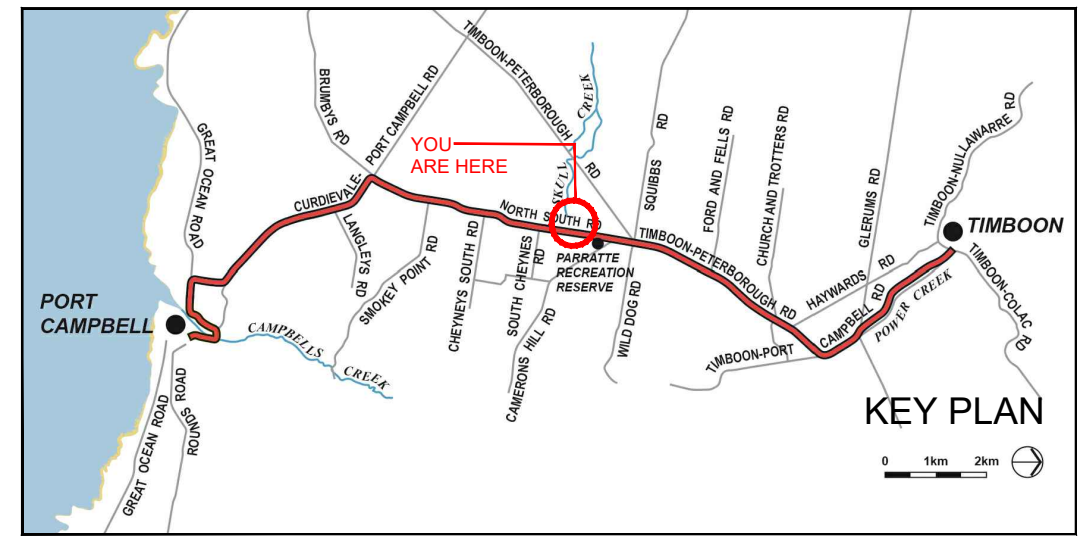 GREAT OCEAN ROAD
BRUMBYS RD
CURDIEVALE-
PORT CAMPBELL RD
TIMBOON-PETERBOROUGH
RD
SKULL
CREEK
YOU
ARE HERE
SQUIBBS
RD
FORD AND FELLS RD
CHURCH AND TROTTERS RD
GLERUMS RD
TIMBOON-NULLAWARRE RD
TIMBOON
TIMBOON-COLAC
RD
HAYWARDS RD
CAMPBELL RD
POWER CREEK
TIMBOON-PORT
TIMBOON-PETERBOROUGH RD
NORTH SOUTH RD
PARRATTE
RECREATION
RESERVE
LANGLEYS RD
SMOKEY POINT RD
CHEYNEYS SOUTH RD
SOUTH CHEYNES
RD
CAMERONS HILL RD
WILD DOG RD
PORT
CAMPBELL
CAMPBELLS
CREEK
GREAT OCEAN ROAD
ROUNDS ROAD
KEY PLAN
0 1km 2km